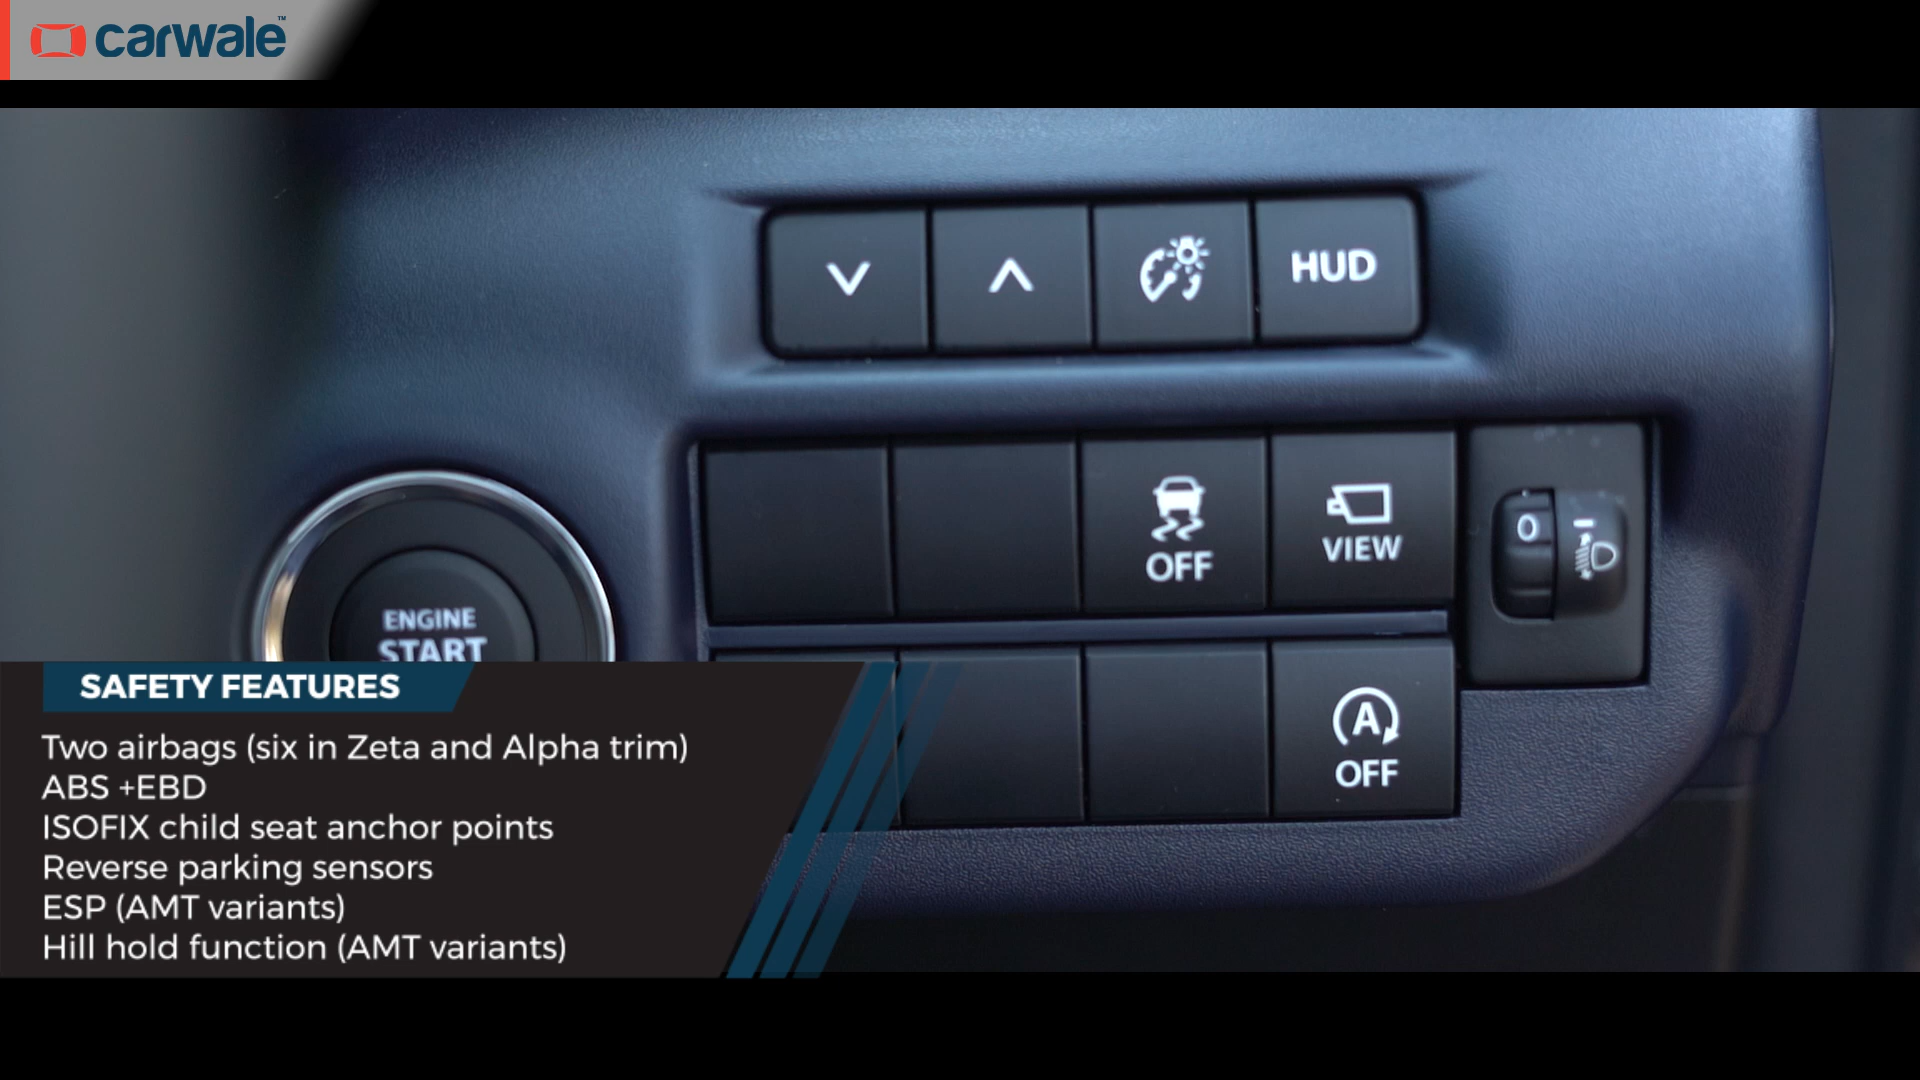 carwale™
HUD
OFF
VIEW
0
ENGINE
START
A
OFF
SAFETY FEATURES
Two airbags (six in Zeta and Alpha trim)
ABS +EBD
ISOFIX child seat anchor points
Reverse parking sensors
ESP (AMT variants)
Hill hold function (AMT variants)